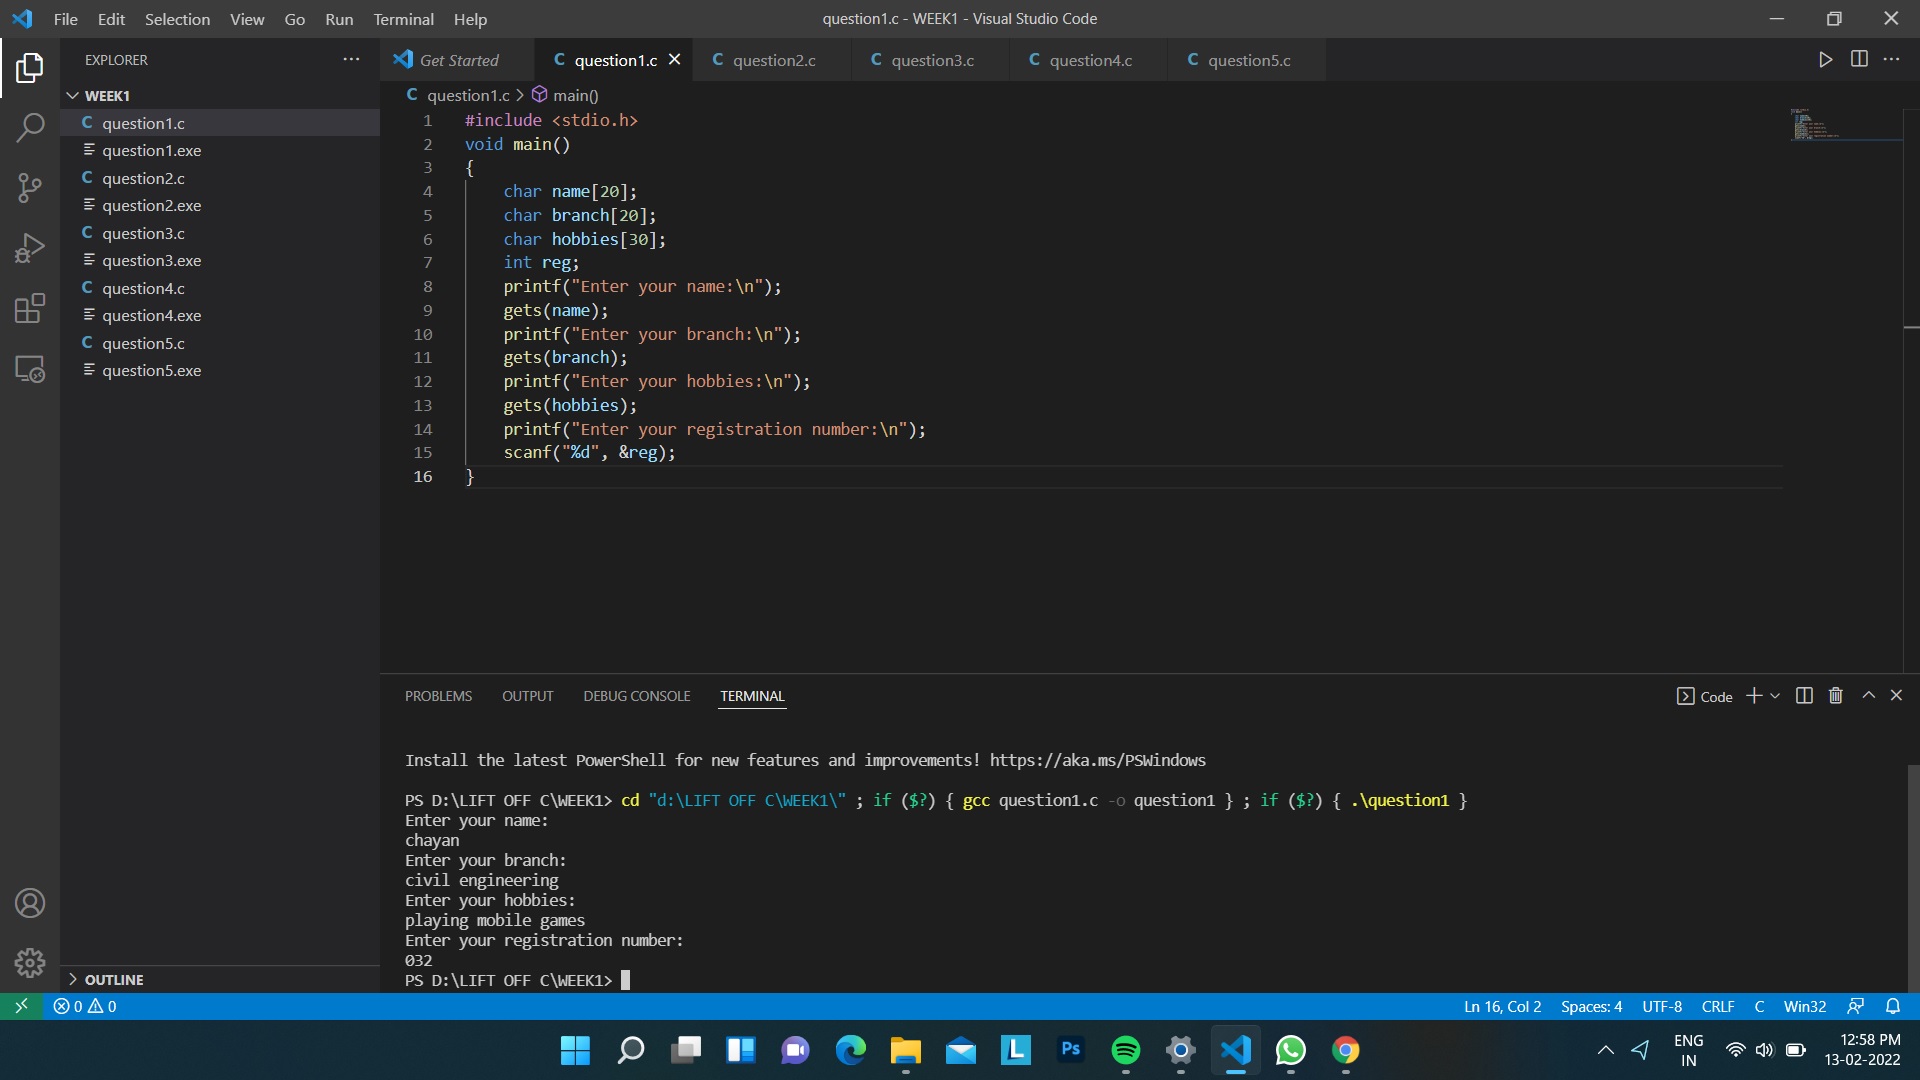 File Edit Selection View Go Run Terminal Help
question1.c - WEEK1 - Visual Studio Code
EXPLORER
Get Started
question1.c
question2.c
question3.c
question4.c
question5.c
WEEK1
question1.c
question1.exe
question2.c
question2.exe
question3.c
question3.exe
question4.c
question4.exe
question5.c
question5.exe
OUTLINE
C question1.c > main()
1 #include <stdio.h>
2 void main()
3 {
4 char name[20];
5 char branch[20];
6 char hobbies[30];
7 int reg;
8 printf("Enter your name:\n");
9 gets(name);
10 printf("Enter your branch:\n");
11 gets(branch);
12 printf("Enter your hobbies:\n");
13 gets(hobbies);
14 printf("Enter your registration number:\n");
15 scanf("%d", &reg);
16 }
PROBLEMS OUTPUT DEBUG CONSOLE TERMINAL
Code
Install the latest PowerShell for new features and improvements! https://aka.ms/PSWindows
PS D:\LIFT OFF C\WEEK1> cd "d:\LIFT OFF C\WEEK1\" ; if ($?) { gcc question1.c -o question1 } ; if ($?) { .\question1 }
Enter your name:
chayan
Enter your branch:
civil engineering
Enter your hobbies:
playing mobile games
Enter your registration number:
032
PS D:\LIFT OFF C\WEEK1>
0 0
Ln 16, Col 2 Spaces: 4 UTF-8 CRLF C Win32
L
Ps
ENG
IN
12:58 PM
13-02-2022